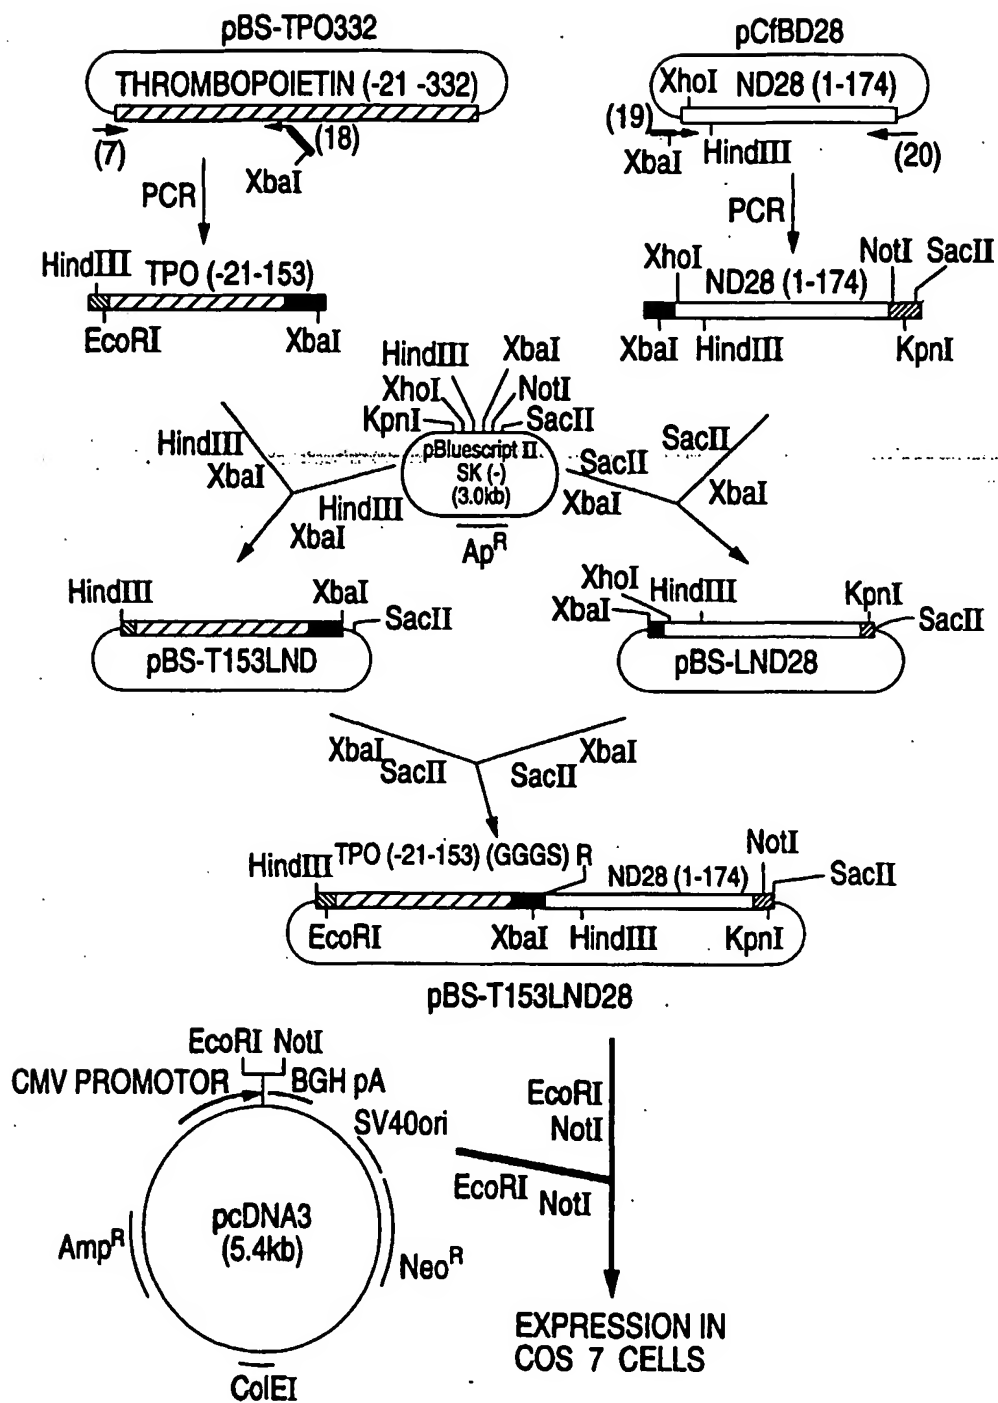 pBS-TPO332
THROMBOPOIETIN (-21 -332)
(7)
(18)
XbaI
PCR
pCfBD28
XhoI
ND28 (1-174)
(19)
XbaI
HindIII
(20)
PCR
HindIII
TPO (-21-153)
EcoRI
XbaI
XhoI
ND28 (1-174)
NotI
SacII
XbaI
HindIII
KpnI
HindIII
XbaI
XhoI
NotI
KpnI
SacII
pBluescript II
SK (-)
(3.0kb)
Ap^R
HindIII
XbaI
HindIII
XbaI
SacII
XbaI
SacII
XbaI
HindIII
XbaI
SacII
pBS-T153LND
XhoI
HindIII
XbaI
KpnI
SacII
pBS-LND28
XbaI
SacII
XbaI
SacII
HindIII
TPO (-21-153) (GGGS) R
ND28 (1-174)
NotI
SacII
EcoRI
XbaI
HindIII
KpnI
pBS-T153LND28
EcoRI NotI
CMV PROMOTOR
BGH pA
SV40ori
pcDNA3
(5.4kb)
Amp^R
Neo^R
ColEI
EcoRI
NotI
EcoRI
NotI
EXPRESSION IN
COS 7 CELLS